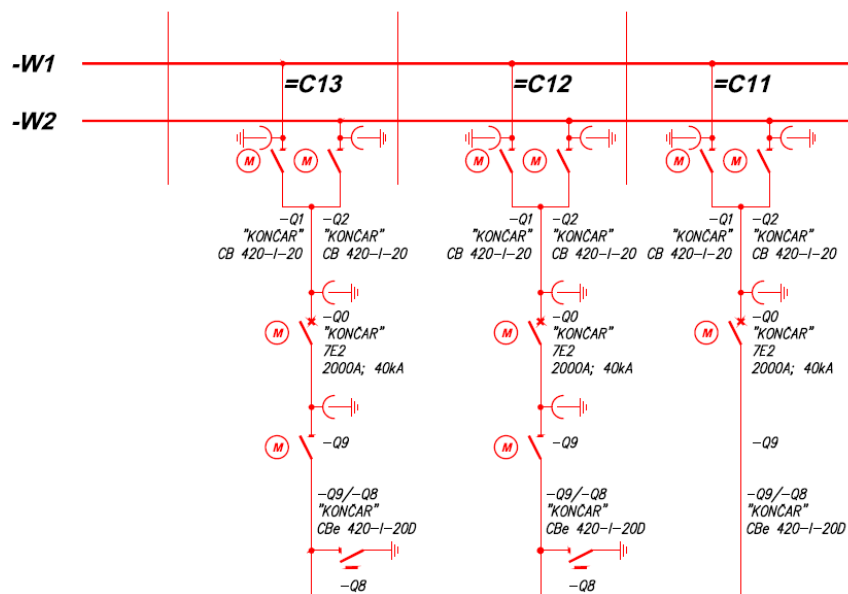 -W1
=C13
=C12
=C11
-W2
M
M
M
M
M
M
-Q1
"KONČAR"
CB 420-I-20
-Q2
"KONČAR"
CB 420-I-20
-Q1
"KONČAR"
CB 420-I-20
-Q2
"KONČAR"
CB 420-I-20
-Q1
"KONČAR"
CB 420-I-20
-Q2
"KONČAR"
CB 420-I-20
M
-Q0
"KONČAR"
7E2
2000A; 40kA
M
-Q0
"KONČAR"
7E2
2000A; 40kA
M
-Q0
"KONČAR"
7E2
2000A; 40kA
M
-Q9
M
-Q9
-Q9
-Q9/-Q8
"KONČAR"
CBe 420-I-20D
-Q9/-Q8
"KONČAR"
CBe 420-I-20D
-Q9/-Q8
"KONČAR"
CBe 420-I-20D
-Q8
-Q8